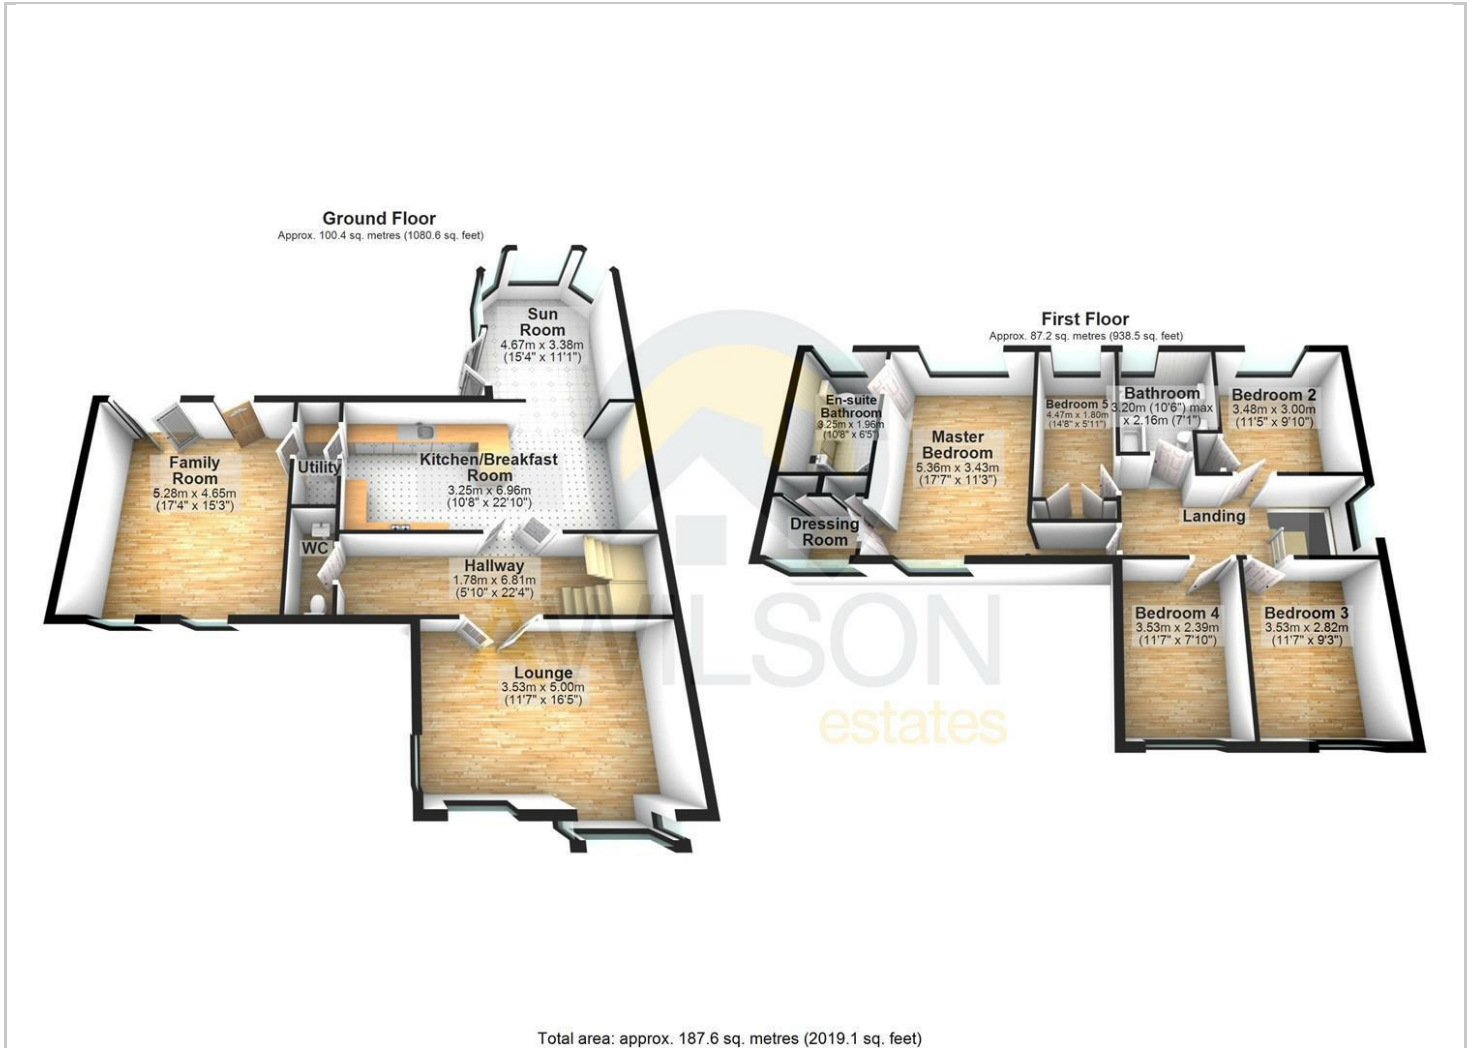 Ground Floor
Approx. 100.4 sq. metres (1080.6 sq. feet)
Sun
Room
4.67m x 3.38m
(15'4" x 11'1")
Family
Room
5.28m x 4.65m
(17'4" x 15'3")
Utility
Kitchen/Breakfast
Room
3.25m x 6.96m
(10'8" x 22'10")
WC
Hallway
1.78m x 6.81m
(5'10" x 22'4")
Lounge
3.53m x 5.00m
(11'7" x 16'5")
First Floor
Approx. 87.2 sq. metres (938.5 sq. feet)
En-suite
Bathroom
3.25m x 1.96m
(10'8" x 6'5")
Master
Bedroom
5.36m x 3.43m
(17'7" x 11'3")
Bedroom 5
4.47m x 1.80m
(14'8" x 5'11")
Bathroom
3.20m (10'6") max
x 2.16m (7'1")
Bedroom 2
3.48m x 3.00m
(11'5" x 9'10")
Dressing
Room
Landing
Bedroom 4
3.53m x 2.39m
(11'7" x 7'10")
Bedroom 3
3.53m x 2.82m
(11'7" x 9'3")
WILSON
estates
Total area: approx. 187.6 sq. metres (2019.1 sq. feet)